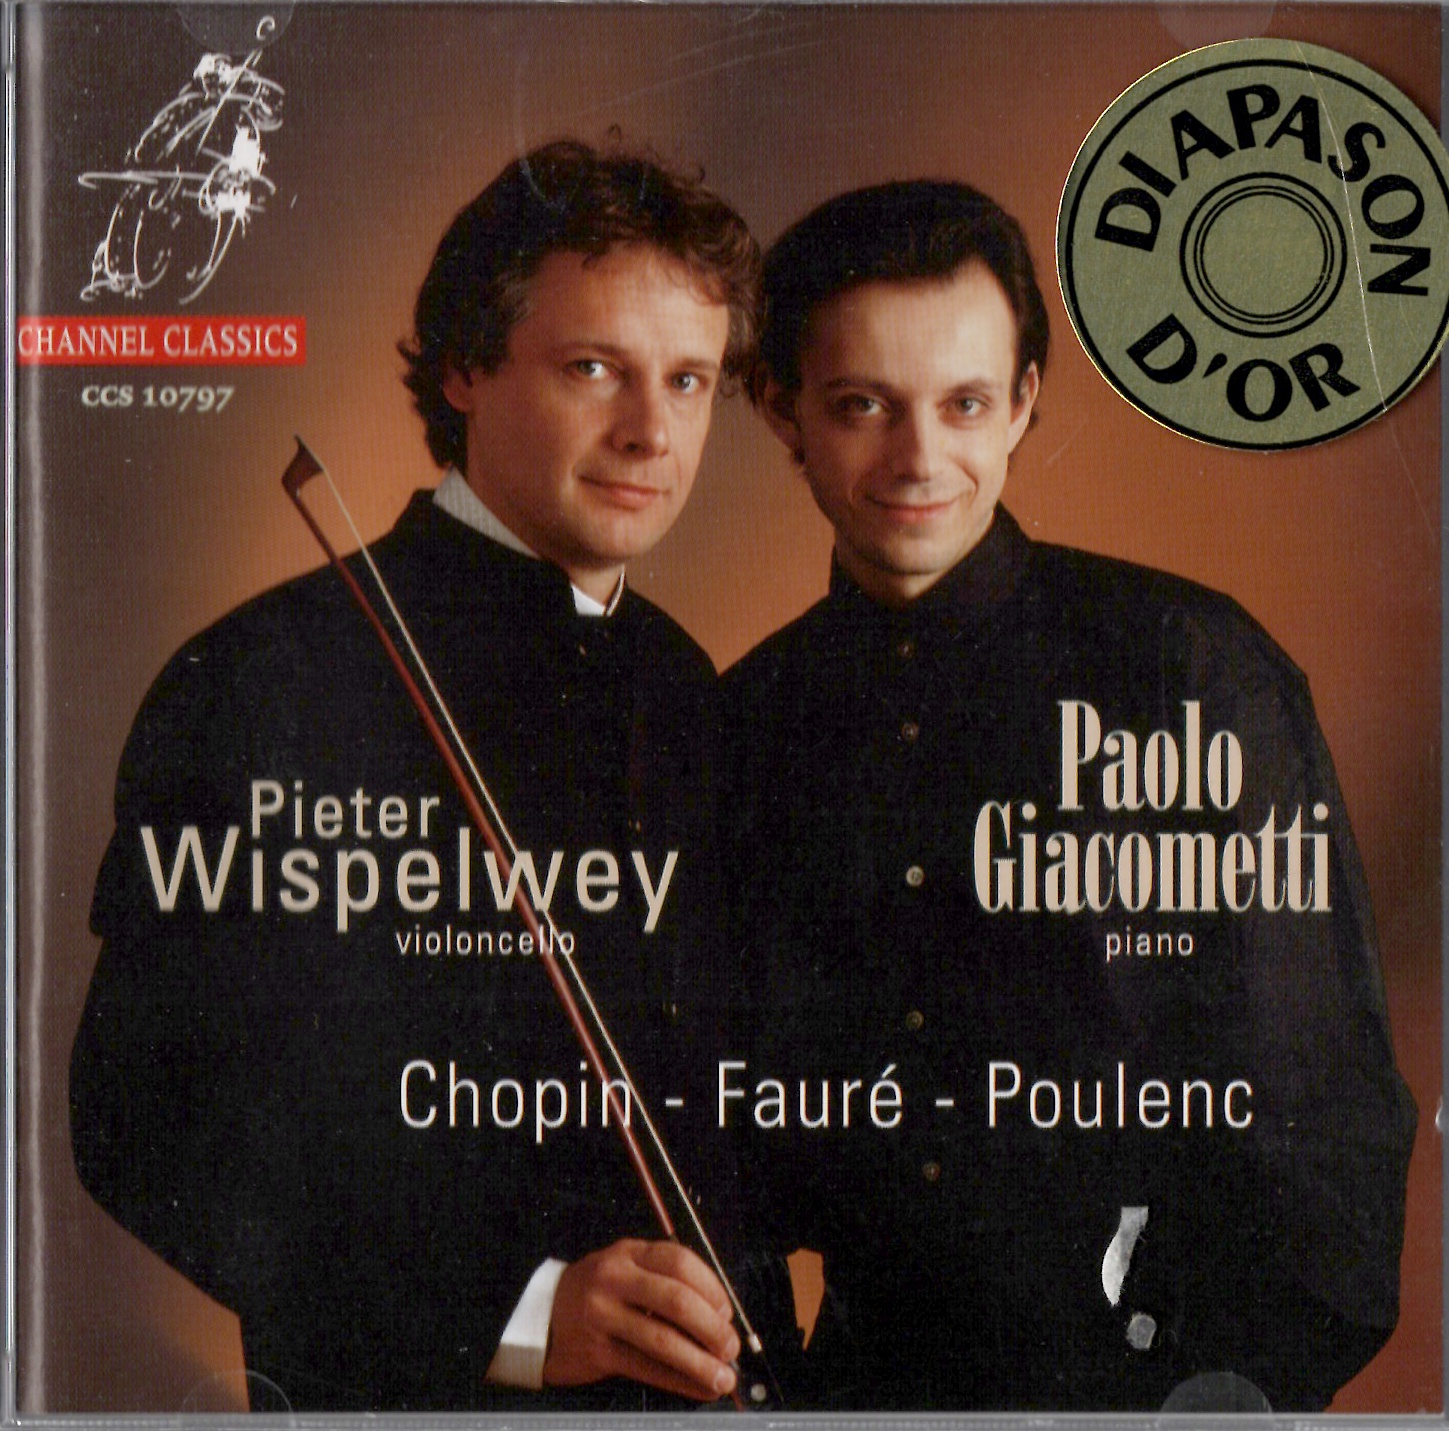 CHANNEL CLASSICS
CCS 10797
DIAPASON
D'OR
Pieter
Wispelwey
violoncello
Paolo
Giacometti
piano
Chopin - Fauré - Poulenc